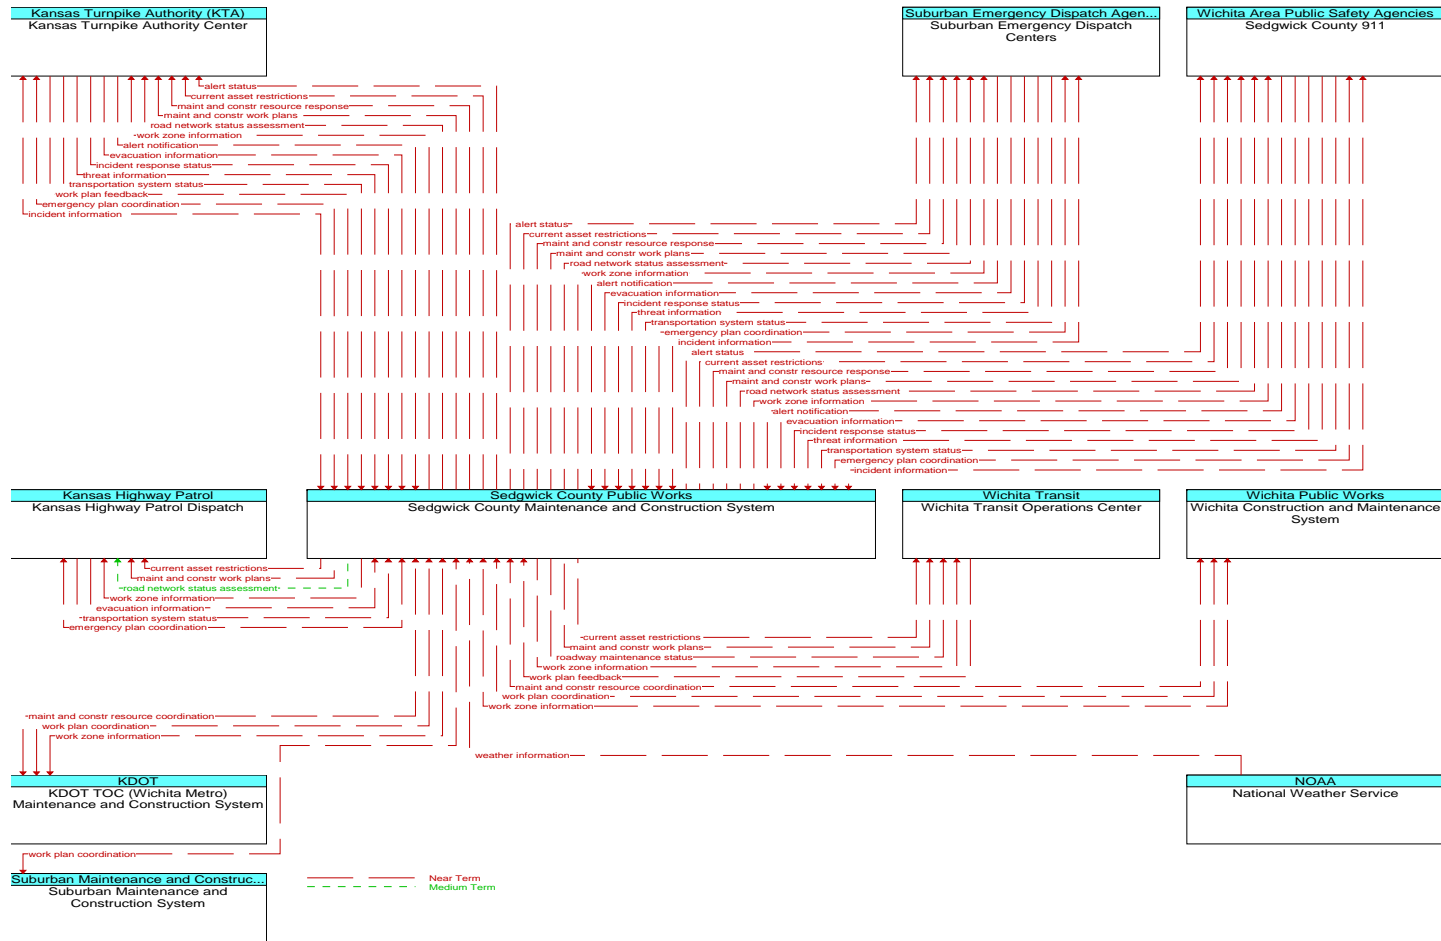 Kansas Turnpike Authority (KTA)
Kansas Turnpike Authority Center
Suburban Emergency Dispatch Agen...
Suburban Emergency Dispatch
Centers
Wichita Area Public Safety Agencies
Sedgwick County 911
alert status
current asset restrictions
maint and constr resource response
maint and constr work plans
road network status assessment
work zone information
alert notification
evacuation information
incident response status
threat information
transportation system status
work plan feedback
emergency plan coordination
incident information
alert status
current asset restrictions
maint and constr resource response
maint and constr work plans
road network status assessment
work zone information
alert notification
evacuation information
incident response status
threat information
transportation system status
emergency plan coordination
incident information
alert status
current asset restrictions
maint and constr resource response
maint and constr work plans
road network status assessment
work zone information
alert notification
evacuation information
incident response status
threat information
transportation system status
emergency plan coordination
incident information
Kansas Highway Patrol
Kansas Highway Patrol Dispatch
Sedgwick County Public Works
Sedgwick County Maintenance and Construction System
Wichita Transit
Wichita Transit Operations Center
Wichita Public Works
Wichita Construction and Maintenance
System
current asset restrictions
maint and constr work plans
road network status assessment
work zone information
evacuation information
transportation system status
emergency plan coordination
current asset restrictions
maint and constr work plans
roadway maintenance status
work zone information
work plan feedback
maint and constr resource coordination
work plan coordination
work zone information
maint and constr resource coordination
work plan coordination
work zone information
weather information
KDOT
KDOT TOC (Wichita Metro)
Maintenance and Construction System
NOAA
National Weather Service
work plan coordination
Suburban Maintenance and Construc...
Suburban Maintenance and
Construction System
Near Term
Medium Term